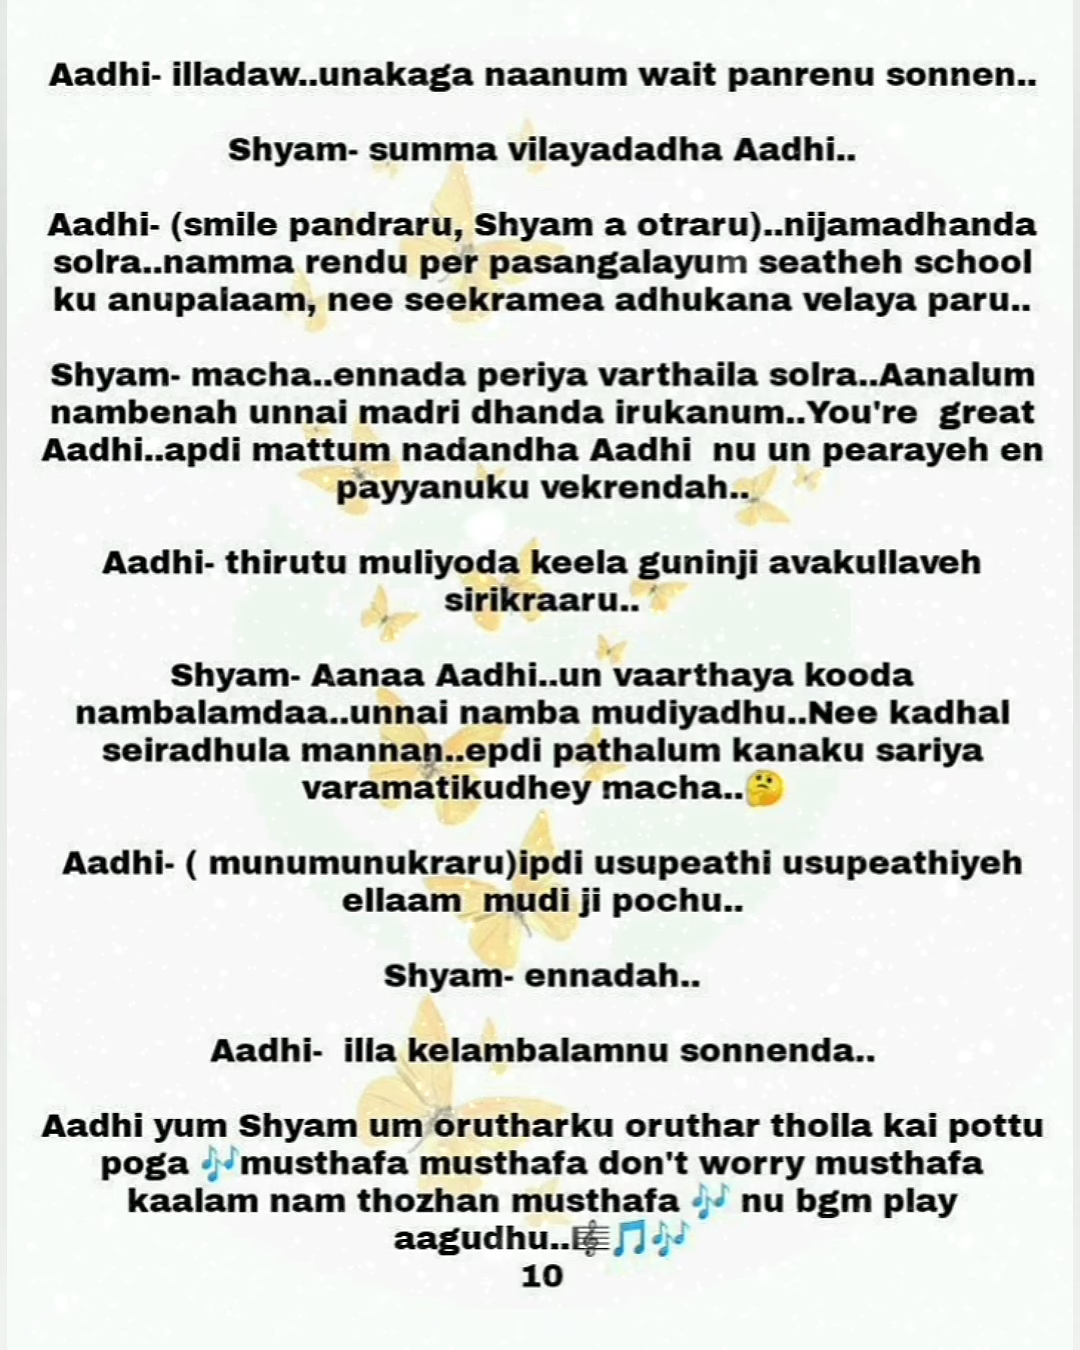 Aadhi- illadaw..unakaga naanum wait panrenu sonnen..
Shyam- summa vilayadadha Aadhi..
Aadhi- (smile pandraru, Shyam a otraru)..nijamadhanda
solra..namma rendu per pasangalayum seatheh school
ku anupalaam, nee seekramea adhukana velaya paru..
Shyam- macha..ennada periya varthaila solra..Aanalum
nambenah unnai madri dhanda irukanum..You're  great
Aadhi..apdi mattum nadandha Aadhi  nu un pearayeh en
payyanuku vekrendah..
Aadhi- thirutu muliyoda keela guninji avakullaveh
sirikraaru..
Shyam- Aanaa Aadhi..un vaarthaya kooda
nambalamdaa..unnai namba mudiyadhu..Nee kadhal
seiradhula mannan..epdi pathalum kanaku sariya
varamatikudhey macha..🤔
Aadhi- ( munumunukraru)ipdi usupeathi usupeathiyeh
ellaam  mudi ji pochu..
Shyam- ennadah..
Aadhi-  illa kelambalamnu sonnenda..
Aadhi yum Shyam um orutharku oruthar tholla kai pottu
poga 🎶musthafa musthafa don't worry musthafa
kaalam nam thozhan musthafa 🎶 nu bgm play
aagudhu..🎼🎵🎶
10